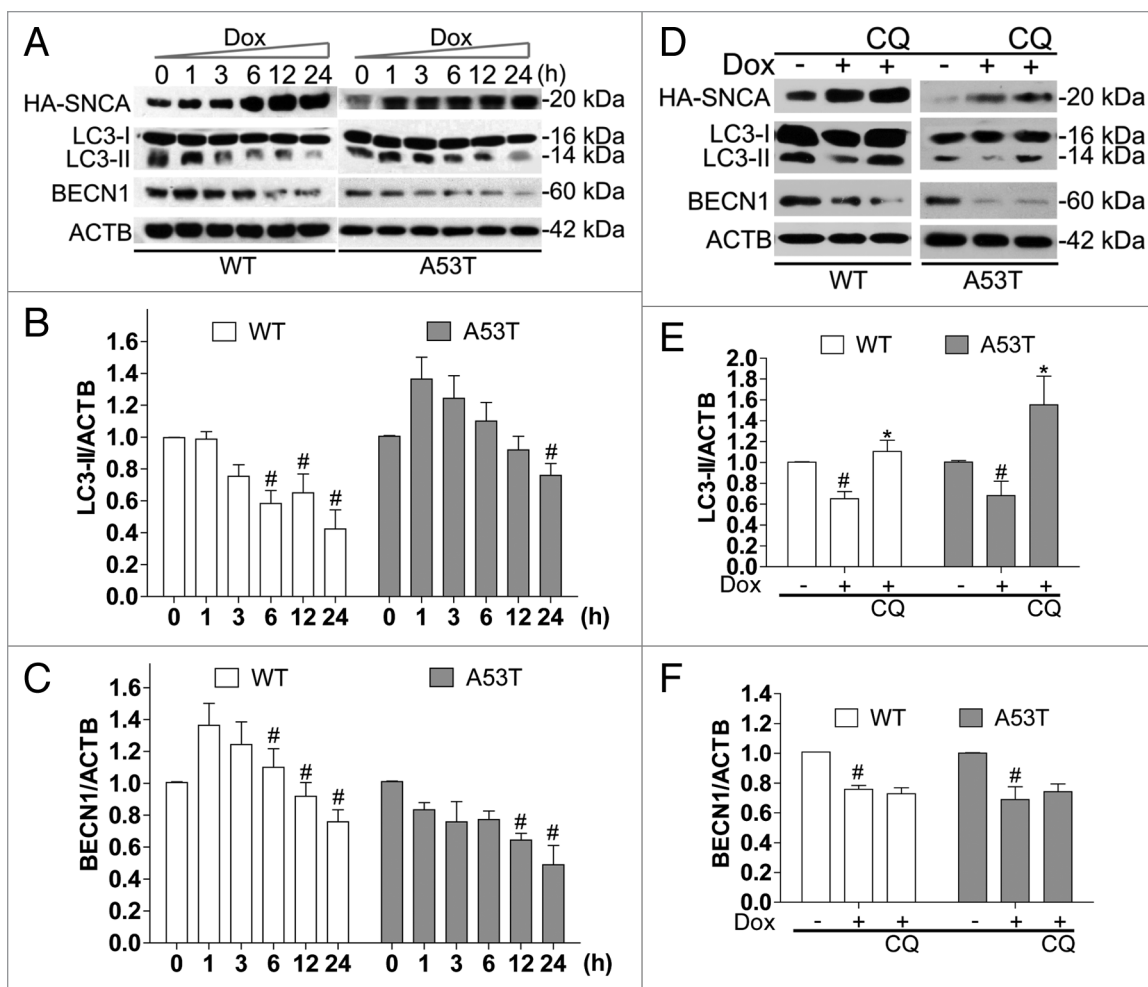 A
Dox Dox
0 1 3 6 12 24 0 1 3 6 12 24 (h)
HA-SNCA -20 kDa
LC3-I -16 kDa
LC3-II -14 kDa
BECN1 -60 kDa
ACTB -42 kDa
WT A53T
B
WT A53T
LC3-II/ACTB
1.6
1.4
1.2
1.0
0.8
0.6
0.4
0.2
0.0
# # # #
0 1 3 6 12 24 0 1 3 6 12 24 (h)
C
WT A53T
BECN1/ACTB
1.6
1.4
1.2
1.0
0.8
0.6
0.4
0.2
0.0
# # # # #
0 1 3 6 12 24 0 1 3 6 12 24 (h)
D
CQ CQ
Dox - + + - + +
HA-SNCA -20 kDa
LC3-I -16 kDa
LC3-II -14 kDa
BECN1 -60 kDa
ACTB -42 kDa
WT A53T
E
WT A53T
LC3-II/ACTB
2.0
1.8
1.6
1.4
1.2
1.0
0.8
0.6
0.4
0.2
0.0
# * # *
Dox - + + - + +
CQ CQ
F
WT A53T
BECN1/ACTB
1.4
1.2
1.0
0.8
0.6
0.4
0.2
0.0
# #
Dox - + + - + +
CQ CQ